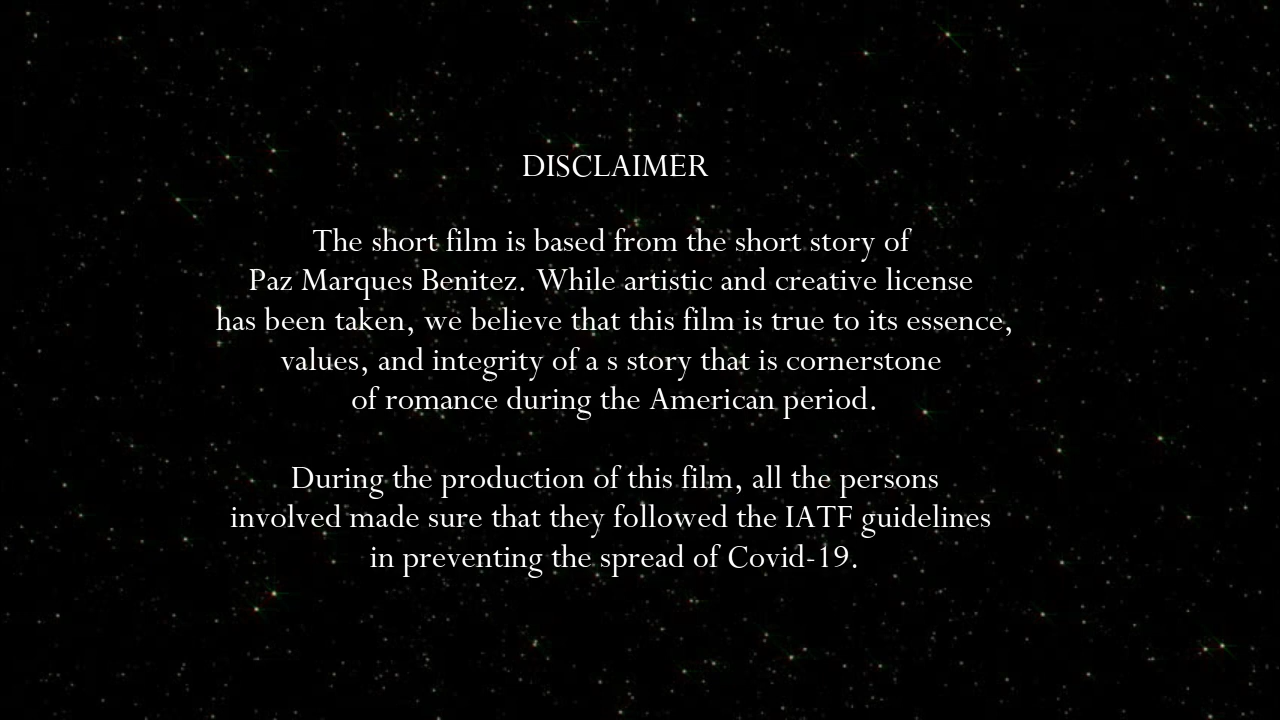 DISCLAIMER
The short film is based from the short story of
Paz Marques Benitez. While artistic and creative license
has been taken, we believe that this film is true to its essence,
values, and integrity of a s story that is cornerstone
of romance during the American period.
During the production of this film, all the persons
involved made sure that they followed the IATF guidelines
in preventing the spread of Covid-19.